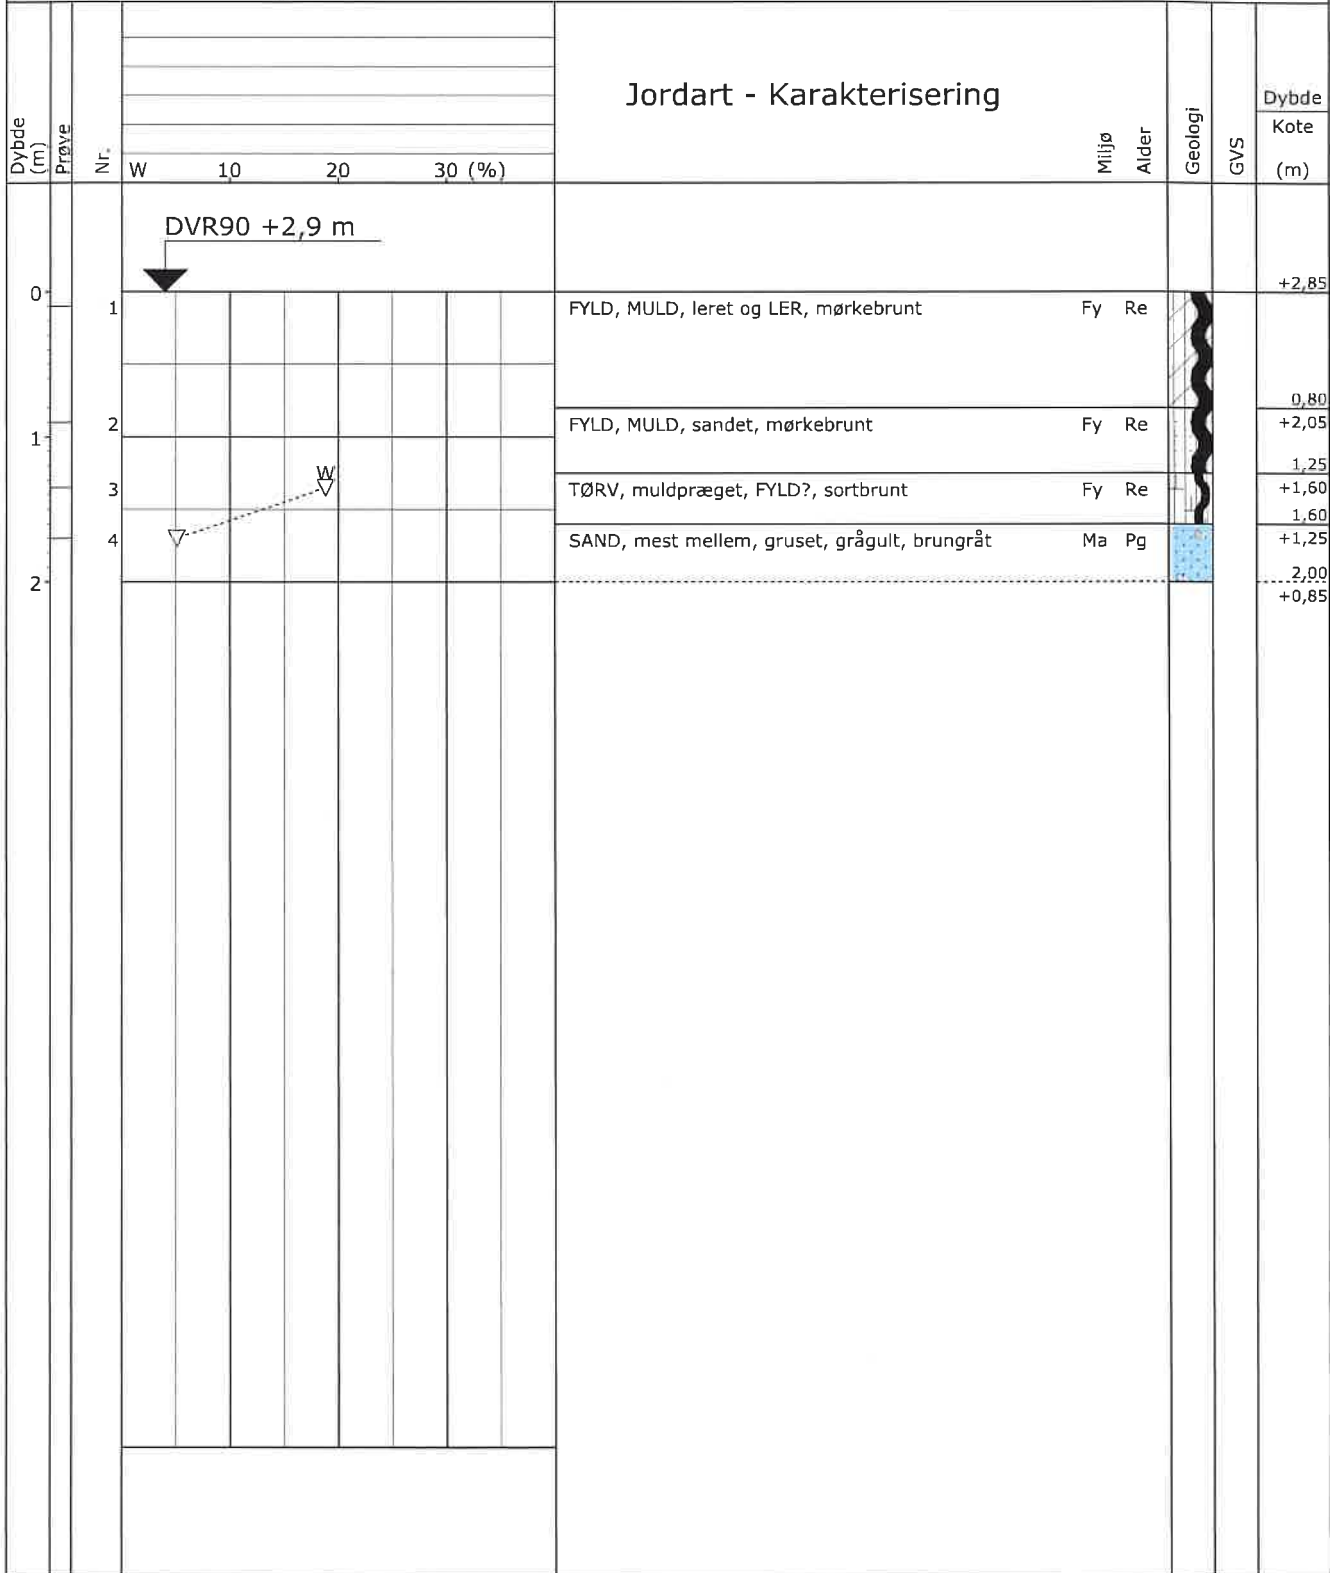 Jordart - Karakterisering
Dybde (m)
Prøve
Nr.
W 10 20 30 (%)
Miljø
Alder
Geologi
GVS
Dybde
Kote
(m)
DVR90 +2,9 m
+2,85
0
1 FYLD, MULD, leret og LER, mørkebrunt Fy Re
0,80
2 FYLD, MULD, sandet, mørkebrunt Fy Re +2,05
1
1,25
W
3 TØRV, muldpræget, FYLD?, sortbrunt Fy Re +1,60
1,60
4 SAND, mest mellem, gruset, grågult, brungråt Ma Pg +1,25
2,00
2
+0,85